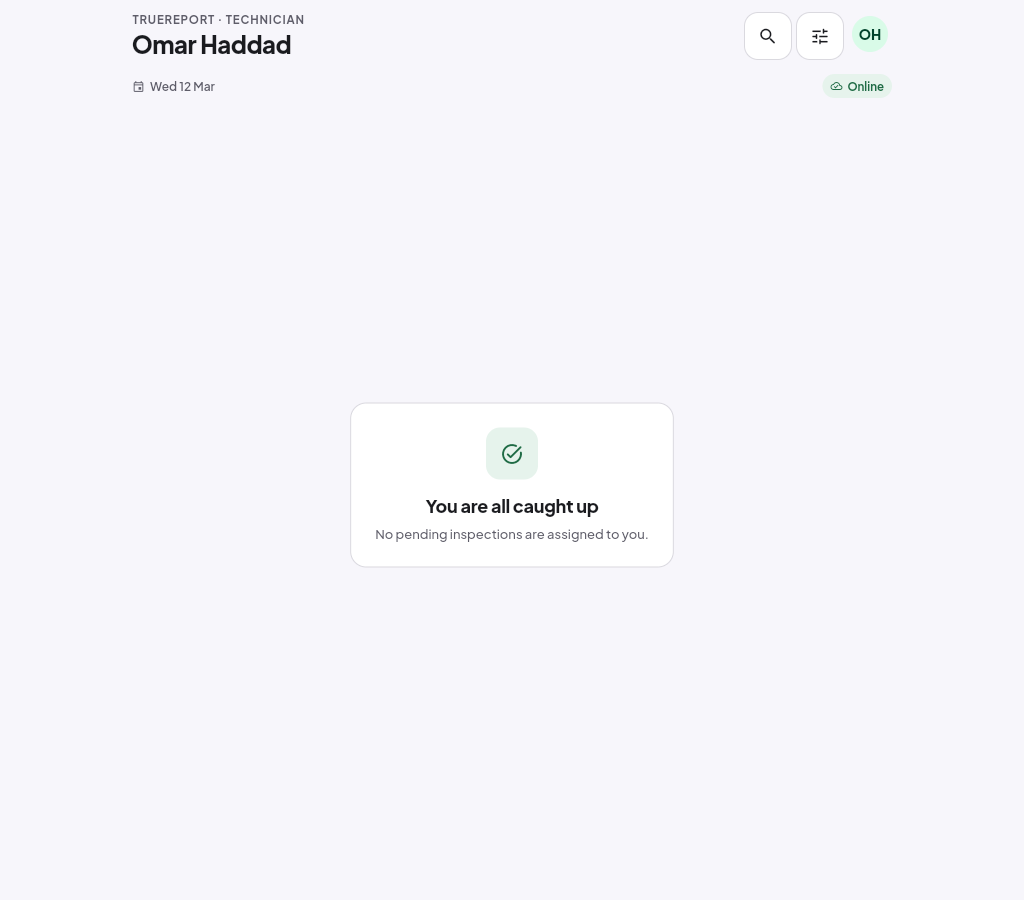 TRUEREPORT · TECHNICIAN
Omar Haddad
OH
Wed 12 Mar
Online
You are all caught up
No pending inspections are assigned to you.